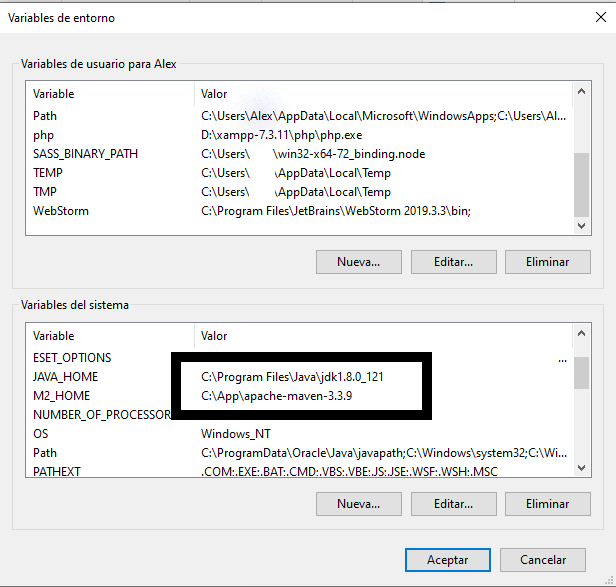 Variables de entorno
Variables de usuario para Alex
Variable Valor
Path C:\Users\Alex\AppData\Local\Microsoft\WindowsApps;C:\Users\Al...
php D:\xampp-7.3.11\php\php.exe
SASS_BINARY_PATH C:\Users\ \win32-x64-72_binding.node
TEMP C:\Users\ \AppData\Local\Temp
TMP C:\Users\ \AppData\Local\Temp
WebStorm C:\Program Files\JetBrains\WebStorm 2019.3.3\bin;
Nueva... Editar... Eliminar
Variables del sistema
Variable Valor
ESET_OPTIONS ...
JAVA_HOME C:\Program Files\Java\jdk1.8.0_121
M2_HOME C:\App\apache-maven-3.3.9
NUMBER_OF_PROCESSOR
OS Windows_NT
Path C:\ProgramData\Oracle\Java\javapath;C:\Windows\system32;C:\Wi...
PATHEXT .COM;.EXE;.BAT;.CMD;.VBS;.VBE;.JS;.JSE;.WSF;.WSH;.MSC
Nueva... Editar... Eliminar
Aceptar Cancelar